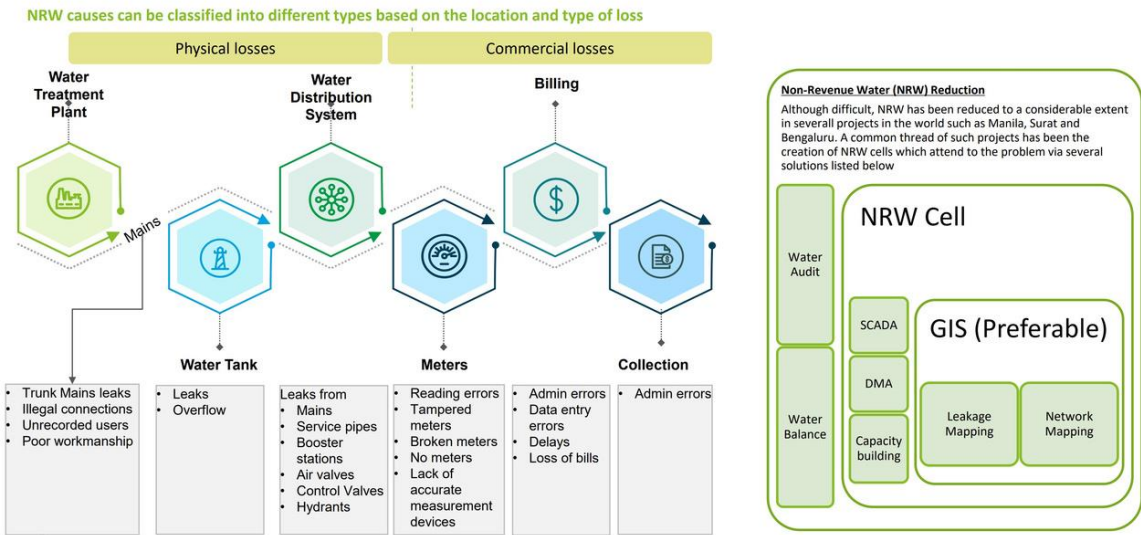 NRW causes can be classified into different types based on the location and type of loss
Physical losses
Commercial losses
Water
Treatment
Plant
Water
Distribution
System
Billing
Mains
Water Tank
Meters
Collection
• Trunk Mains leaks
• Illegal connections
• Unrecorded users
• Poor workmanship
• Leaks
• Overflow
Leaks from
• Mains
• Service pipes
• Booster
stations
• Air valves
• Control Valves
• Hydrants
• Reading errors
• Tampered
meters
• Broken meters
• No meters
• Lack of
accurate
measurement
devices
• Admin errors
• Data entry
errors
• Delays
• Loss of bills
• Admin errors
Non-Revenue Water (NRW) Reduction
Although difficult, NRW has been reduced to a considerable extent
in severall projects in the world such as Manila, Surat and
Bengaluru. A common thread of such projects has been the
creation of NRW cells which attend to the problem via several
solutions listed below
Water
Audit
Water
Balance
NRW Cell
SCADA
DMA
Capacity
building
GIS (Preferable)
Leakage
Mapping
Network
Mapping